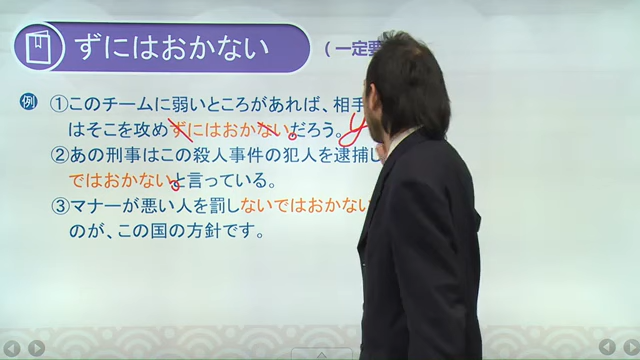 ずにはおかない (一定要
例 ①このチームに弱いところがあれば、相手
はそこを攻めずにはおかない。だろう。 y
②あの刑事はこの殺人事件の犯人を逮捕し
ではおかない。と言っている。
③マナーが悪い人を罰しないではおかない
のが、この国の方針です。